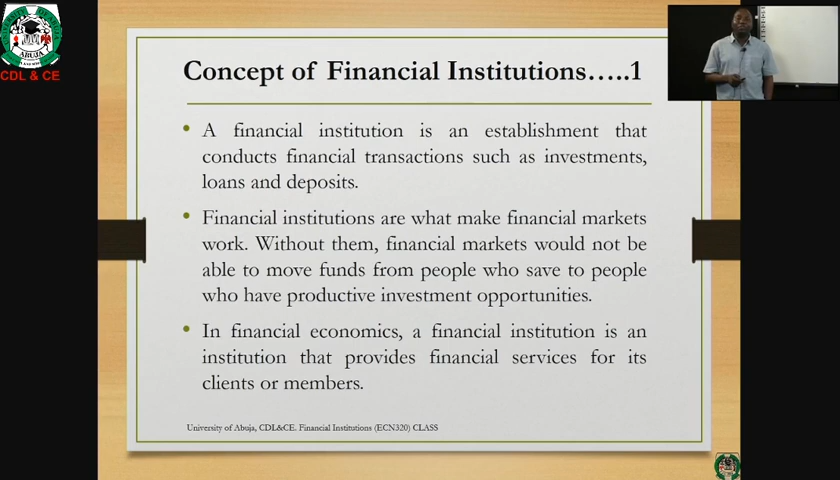 ABUJA
CDL & CE
Concept of Financial Institutions.....1
• A financial institution is an establishment that
conducts financial transactions such as investments,
loans and deposits.
• Financial institutions are what make financial markets
work. Without them, financial markets would not be
able to move funds from people who save to people
who have productive investment opportunities.
• In financial economics, a financial institution is an
institution that provides financial services for its
clients or members.
University of Abuja, CDL&CE. Financial Institutions (ECN320) CLASS